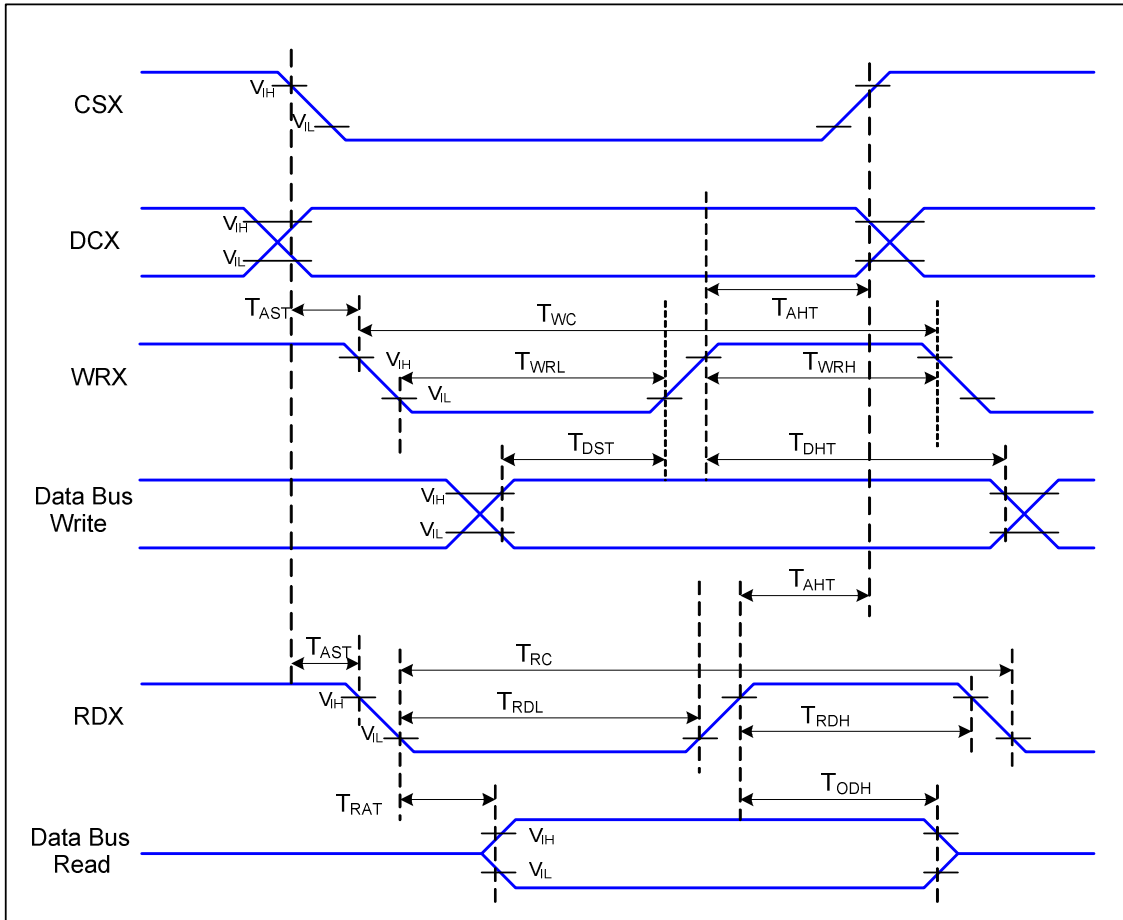 CSX
VIH
VIL
DCX
VIH
VIL
TAST
TWC
TAHT
WRX
VIH
VIL
TWRL
TWRH
TDST
TDHT
Data Bus
Write
VIH
VIL
TAHT
TAST
TRC
RDX
VIH
VIL
TRDL
TRDH
TRAT
TODH
Data Bus
Read
VIH
VIL